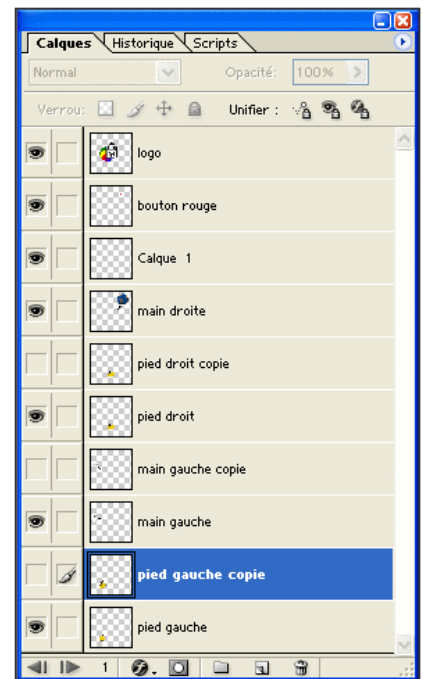 Calques Historique Scripts
Normal Opacité: 100%
Verrou: Unifier :
logo
bouton rouge
Calque 1
main droite
pied droit copie
pied droit
main gauche copie
main gauche
pied gauche copie
pied gauche
1